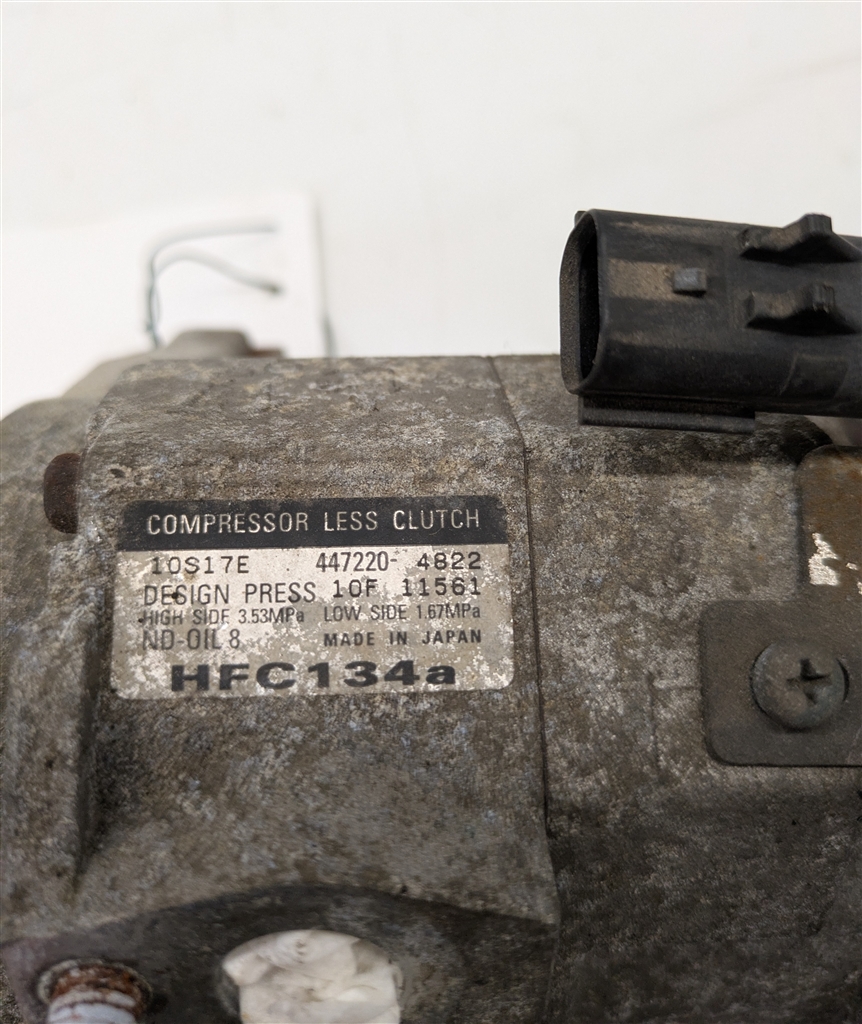 COMPRESSOR LESS CLUTCH
10S17E 447220- 4822
DESIGN PRESS 10F 11561
HIGH SIDE 3.53MPa LOW SIDE 1.67MPa
ND-OIL 8 MADE IN JAPAN
HFC134a